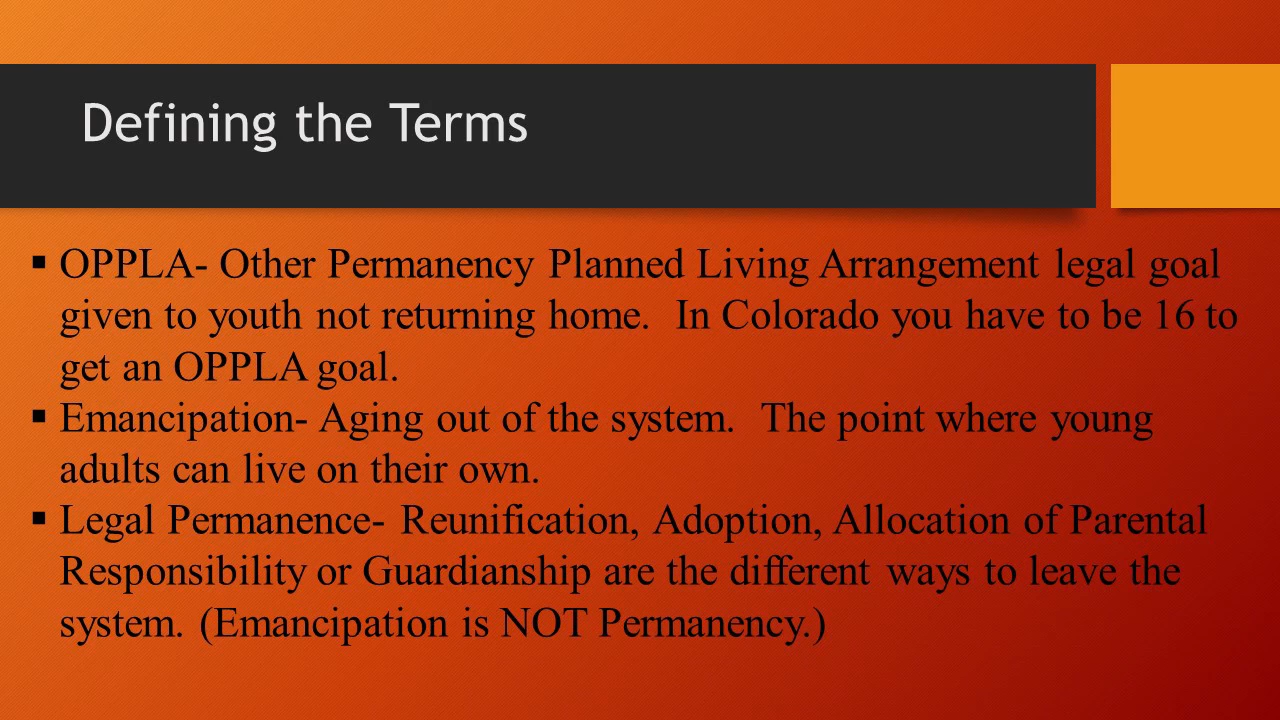 Defining the Terms
▪ OPPLA- Other Permanency Planned Living Arrangement legal goal
given to youth not returning home.  In Colorado you have to be 16 to
get an OPPLA goal.
▪ Emancipation- Aging out of the system.  The point where young
adults can live on their own.
▪ Legal Permanence- Reunification, Adoption, Allocation of Parental
Responsibility or Guardianship are the different ways to leave the
system. (Emancipation is NOT Permanency.)